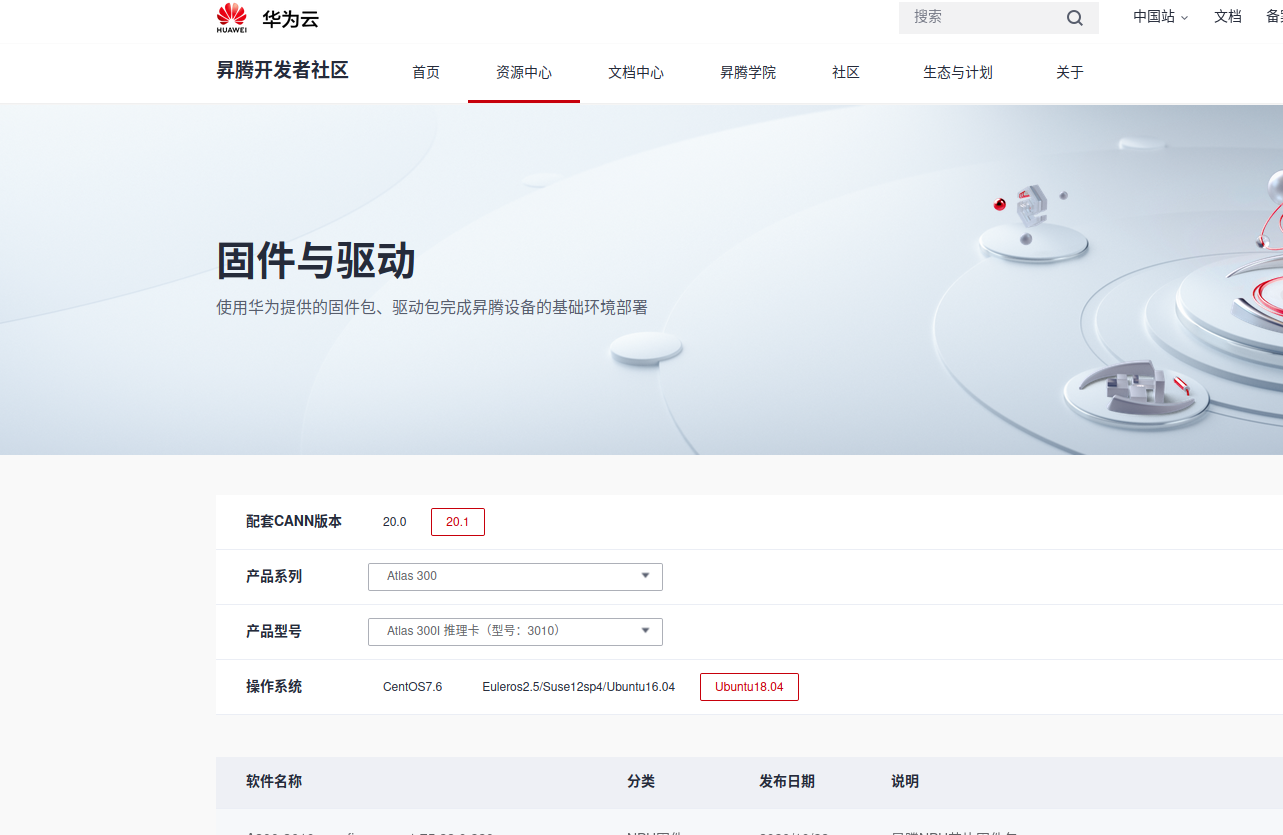 HUAWEI 华为云 搜索 中国站 文档
昇腾开发者社区 首页 资源中心 文档中心 昇腾学院 社区 生态与计划 关于
固件与驱动
使用华为提供的固件包、驱动包完成昇腾设备的基础环境部署
配套CANN版本 20.0 20.1
产品系列 Atlas 300
产品型号 Atlas 300I 推理卡（型号：3010）
操作系统 CentOS7.6 Euleros2.5/Suse12sp4/Ubuntu16.04 Ubuntu18.04
软件名称 分类 发布日期 说明